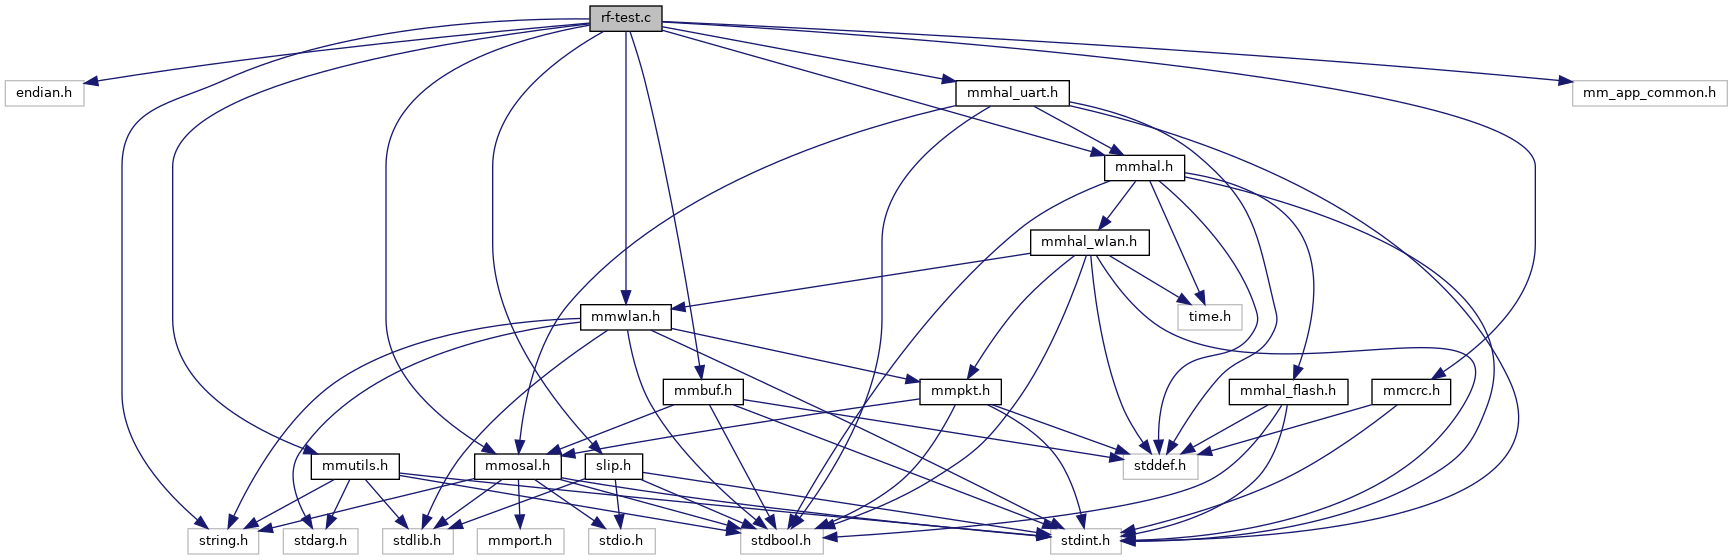 rf-test.c
endian.h
mmhal_uart.h
mm_app_common.h
mmhal.h
mmhal_wlan.h
mmwlan.h
time.h
mmbuf.h
mmpkt.h
mmhal_flash.h
mmcrc.h
mmutils.h
mmosal.h
slip.h
stddef.h
string.h
stdarg.h
stdlib.h
mmport.h
stdio.h
stdbool.h
stdint.h